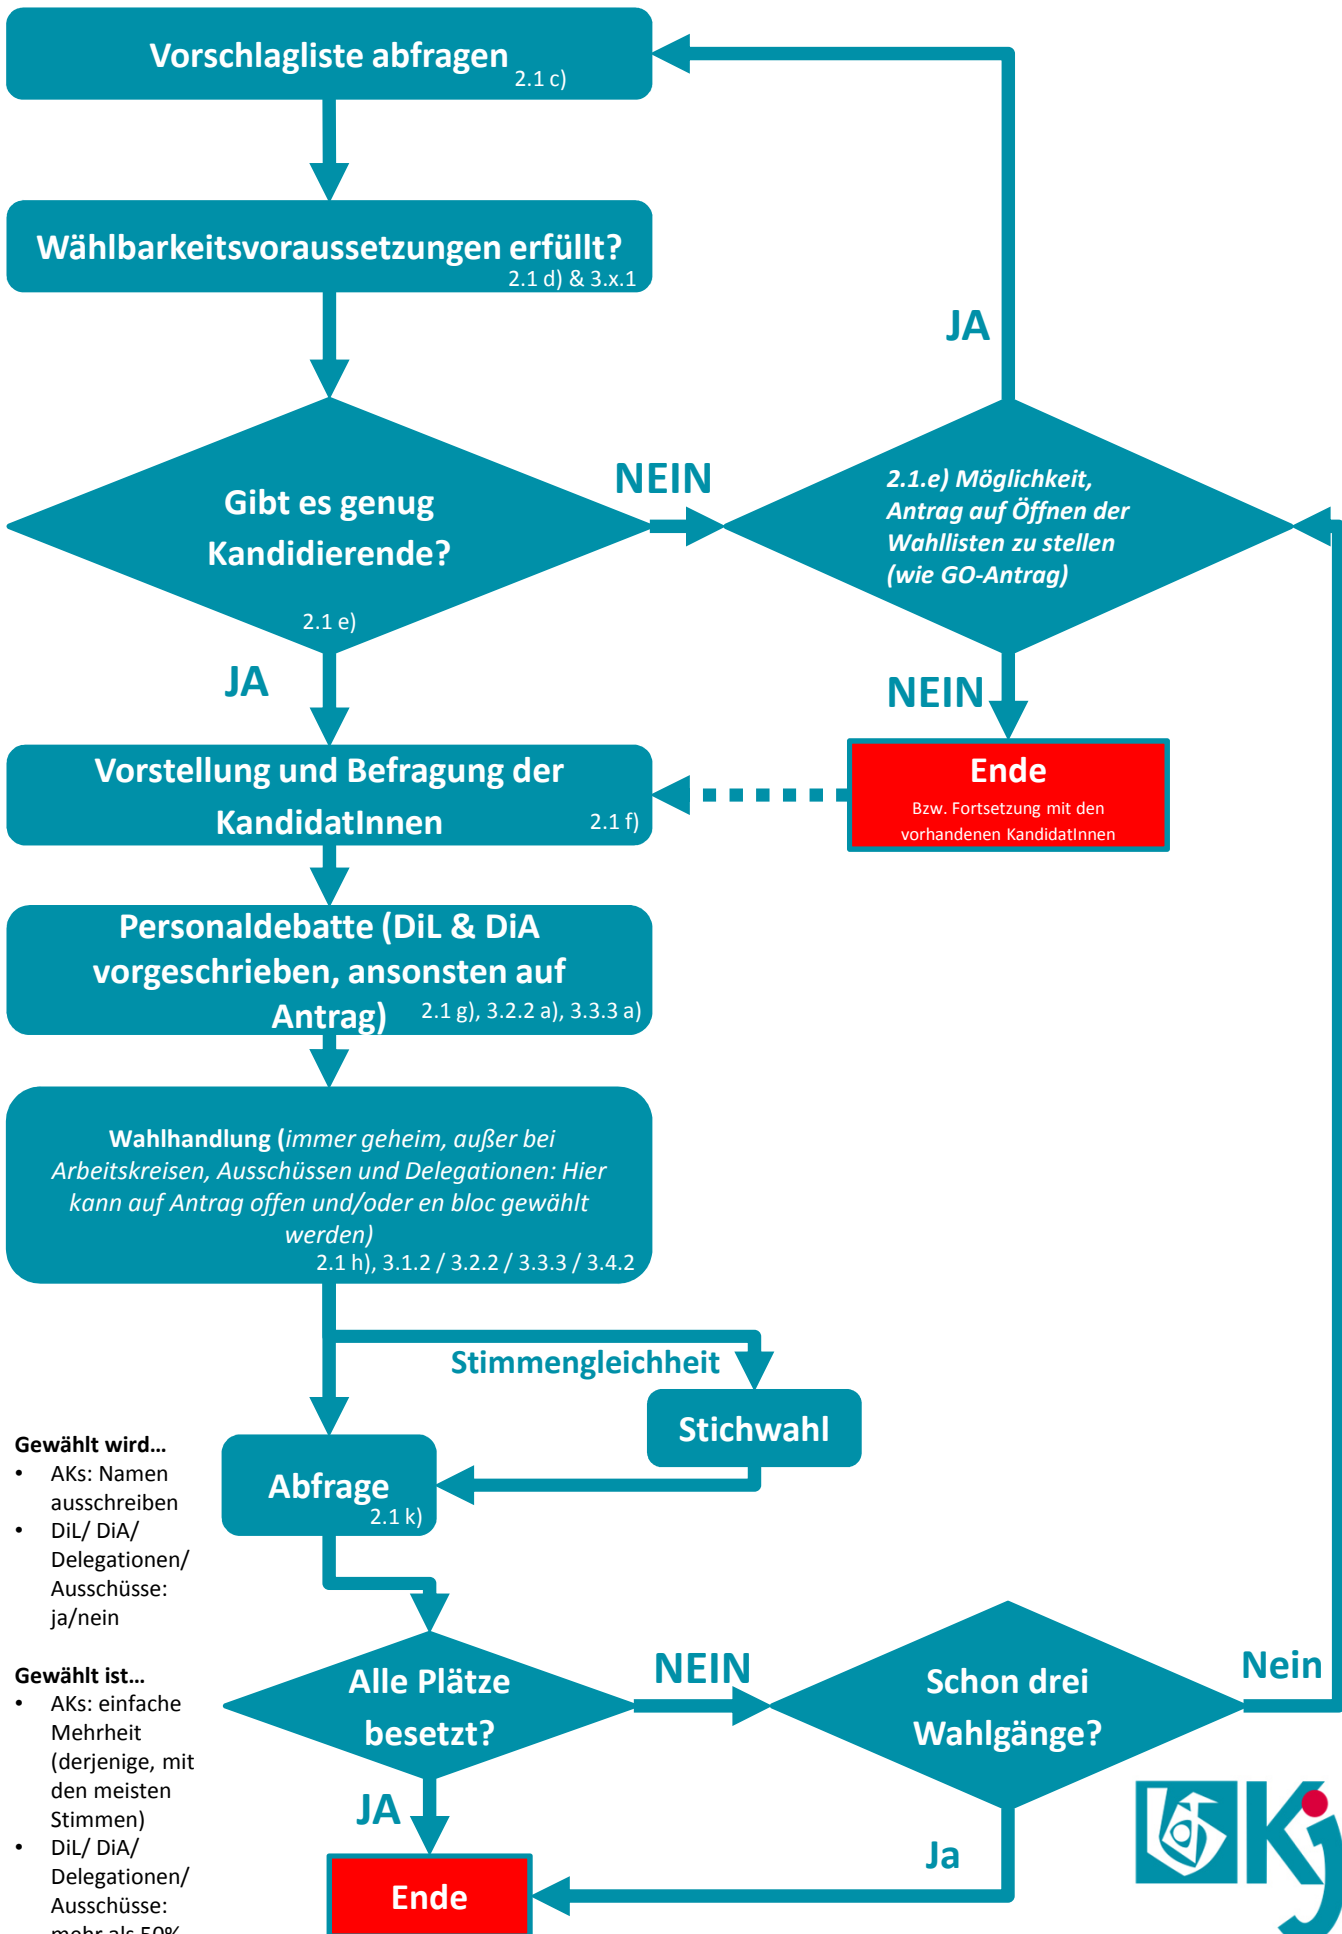 Vorschlagliste abfragen
2.1 c)
Wählbarkeitsvoraussetzungen erfüllt?
2.1 d) & 3.x.1
JA
Gibt es genug
Kandidierende?
2.1 e)
NEIN
2.1.e) Möglichkeit,
Antrag auf Öffnen der
Wahllisten zu stellen
(wie GO-Antrag)
JA
NEIN
Vorstellung und Befragung der
KandidatInnen
2.1 f)
Ende
Bzw. Fortsetzung mit den
vorhandenen KandidatInnen
Personaldebatte (DiL & DiA
vorgeschrieben, ansonsten auf
Antrag)
2.1 g), 3.2.2 a), 3.3.3 a)
Wahlhandlung (immer geheim, außer bei
Arbeitskreisen, Ausschüssen und Delegationen: Hier
kann auf Antrag offen und/oder en bloc gewählt
werden)
2.1 h), 3.1.2 / 3.2.2 / 3.3.3 / 3.4.2
Stimmengleichheit
Stichwahl
Abfrage
2.1 k)
Gewählt wird...
• AKs: Namen
ausschreiben
• DiL/ DiA/
Delegationen/
Ausschüsse:
ja/nein
Gewählt ist...
• AKs: einfache
Mehrheit
(derjenige, mit
den meisten
Stimmen)
• DiL/ DiA/
Delegationen/
Ausschüsse:
mehr als 50%
Alle Plätze
besetzt?
NEIN
Schon drei
Wahlgänge?
Nein
JA
Ja
Ende
Kj